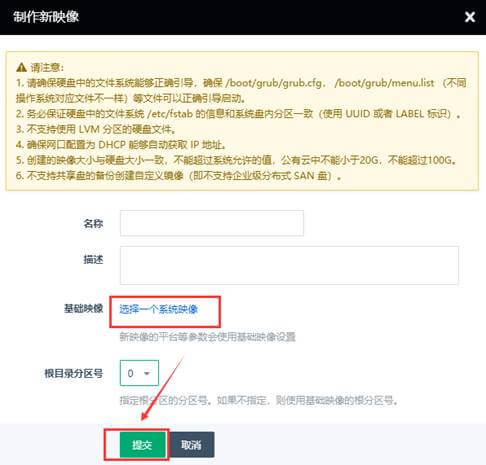 制作新映像
请注意：
1. 请确保硬盘中的文件系统能够正确引导，确保 /boot/grub/grub.cfg， /boot/grub/menu.list （不同
操作系统对应文件不一样）等文件可以正确引导启动。
2. 务必保证硬盘中的文件系统 /etc/fstab 的信息和系统盘内分区一致（使用 UUID 或者 LABEL 标识）。
3. 不支持使用 LVM 分区的硬盘文件。
4. 确保网口配置为 DHCP 能够自动获取 IP 地址。
5. 创建的映像大小与硬盘大小一致，不能超过系统允许的值，公有云中不能小于20G，不能超过100G。
6. 不支持共享盘的备份创建自定义镜像（即不支持企业级分布式 SAN 盘）。
名称
描述
基础映像 选择一个系统映像
新映像的平台等参数会使用基础映像设置
根目录分区号 0
指定根分区的分区号。如果不指定，则使用基础映像的根分区号。
提交 取消